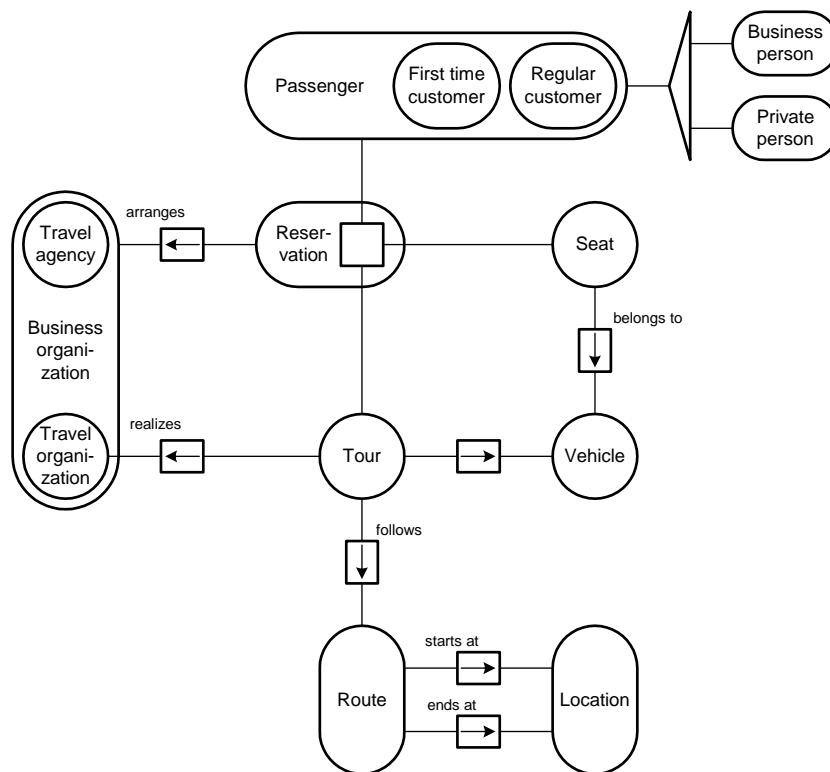 Business
person
First time
customer
Regular
customer
Passenger
Private
person
arranges
Travel
agency
Reser-
vation
Seat
belongs to
Business
organi-
zation
realizes
Travel
organi-
zation
Tour
Vehicle
follows
starts at
Route
Location
ends at